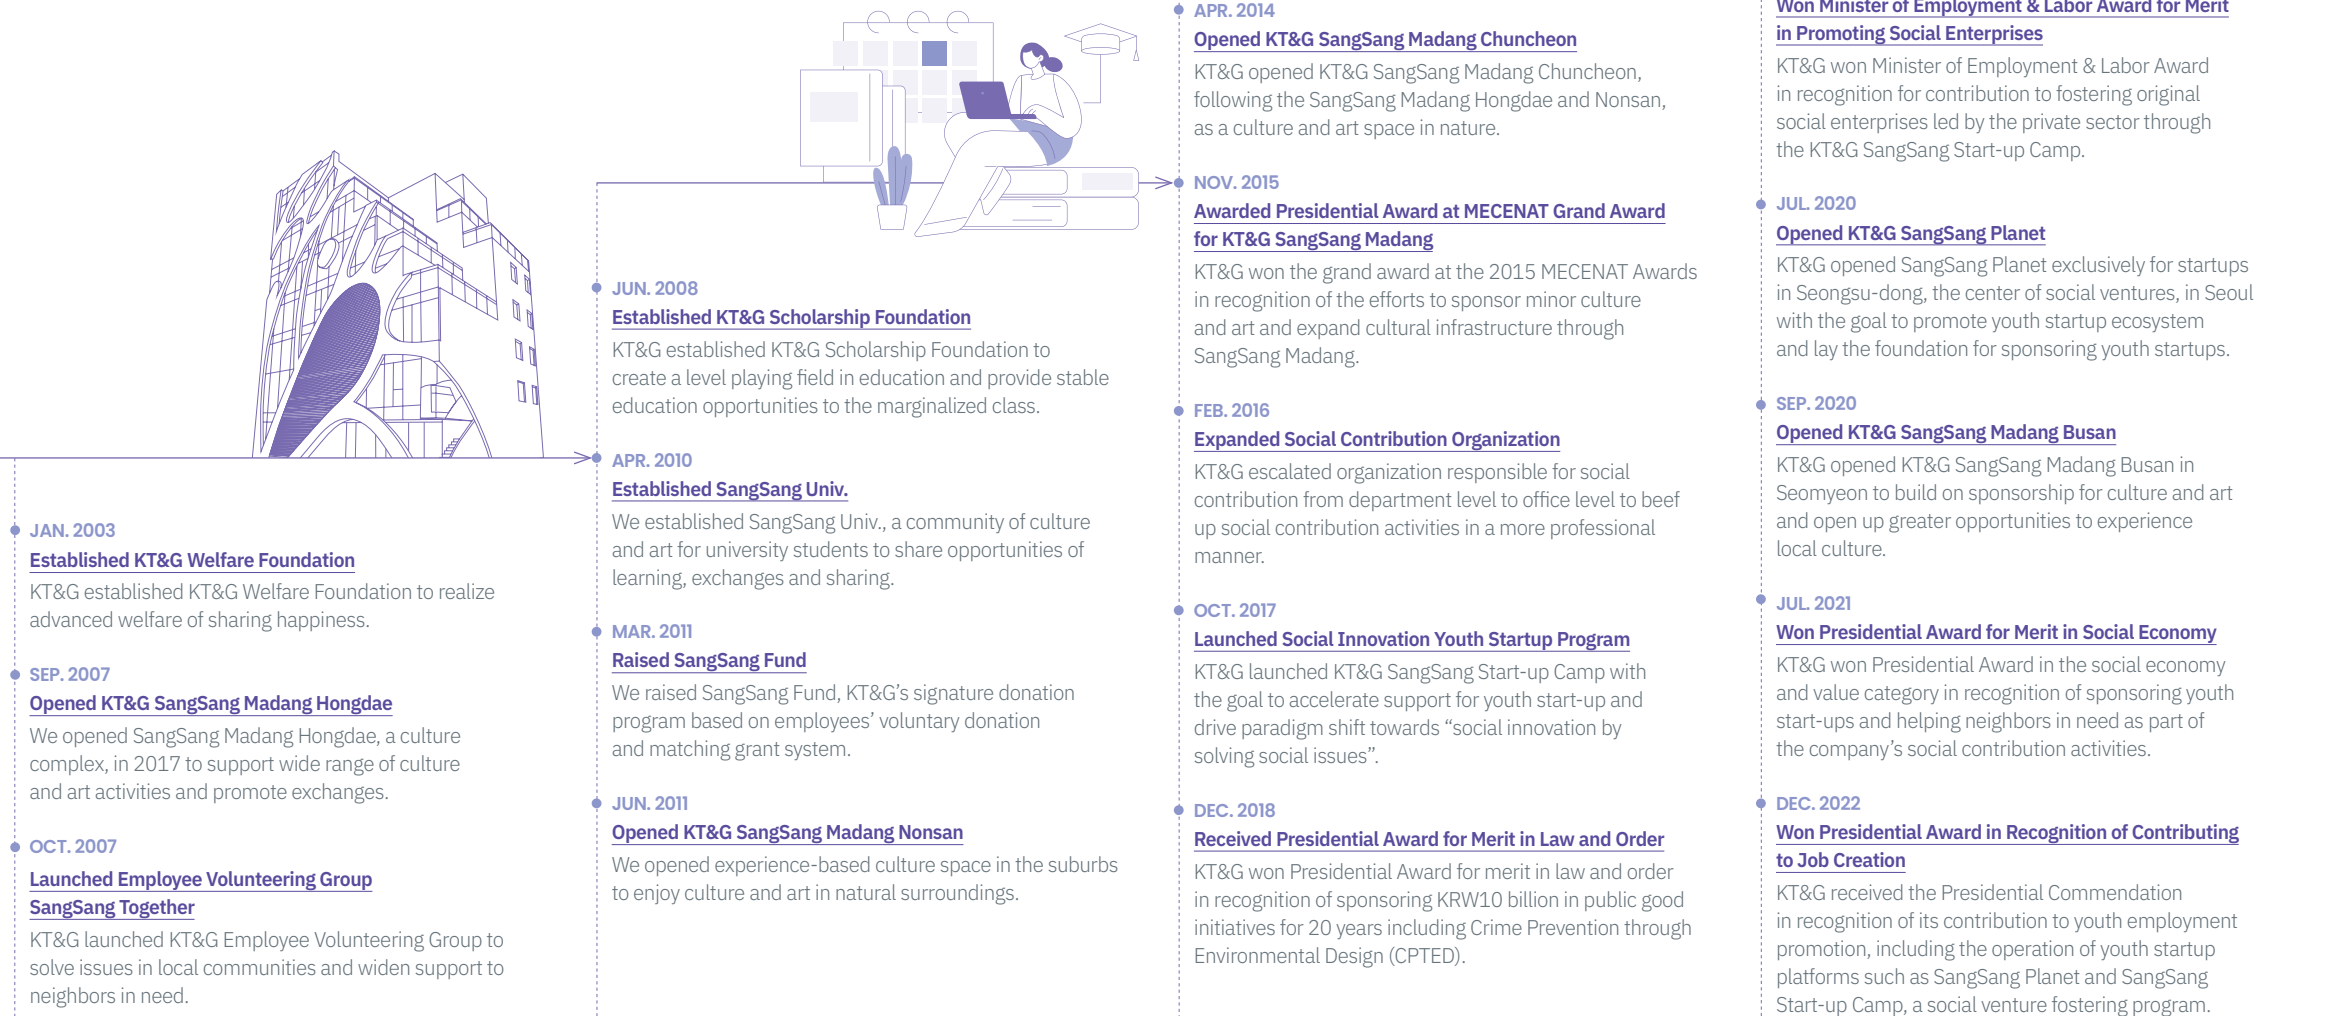 JAN. 2003
Established KT&G Welfare Foundation
KT&G established KT&G Welfare Foundation to realize
advanced welfare of sharing happiness.
SEP. 2007
Opened KT&G SangSang Madang Hongdae
We opened SangSang Madang Hongdae, a culture
complex, in 2017 to support wide range of culture
and art activities and promote exchanges.
OCT. 2007
Launched Employee Volunteering Group
SangSang Together
KT&G launched KT&G Employee Volunteering Group to
solve issues in local communities and widen support to
neighbors in need.
JUN. 2008
Established KT&G Scholarship Foundation
KT&G established KT&G Scholarship Foundation to
create a level playing field in education and provide stable
education opportunities to the marginalized class.
APR. 2010
Established SangSang Univ.
We established SangSang Univ., a community of culture
and art for university students to share opportunities of
learning, exchanges and sharing.
MAR. 2011
Raised SangSang Fund
We raised SangSang Fund, KT&G’s signature donation
program based on employees’ voluntary donation
and matching grant system.
JUN. 2011
Opened KT&G SangSang Madang Nonsan
We opened experience-based culture space in the suburbs
to enjoy culture and art in natural surroundings.
APR. 2014
Opened KT&G SangSang Madang Chuncheon
KT&G opened KT&G SangSang Madang Chuncheon,
following the SangSang Madang Hongdae and Nonsan,
as a culture and art space in nature.
NOV. 2015
Awarded Presidential Award at MECENAT Grand Award
for KT&G SangSang Madang
KT&G won the grand award at the 2015 MECENAT Awards
in recognition of the efforts to sponsor minor culture
and art and expand cultural infrastructure through
SangSang Madang.
FEB. 2016
Expanded Social Contribution Organization
KT&G escalated organization responsible for social
contribution from department level to office level to beef
up social contribution activities in a more professional
manner.
OCT. 2017
Launched Social Innovation Youth Startup Program
KT&G launched KT&G SangSang Start-up Camp with
the goal to accelerate support for youth start-up and
drive paradigm shift towards “social innovation by
solving social issues”.
DEC. 2018
Received Presidential Award for Merit in Law and Order
KT&G won Presidential Award for merit in law and order
in recognition of sponsoring KRW10 billion in public good
initiatives for 20 years including Crime Prevention through
Environmental Design (CPTED).
Won Minister of Employment & Labor Award for Merit
in Promoting Social Enterprises
KT&G won Minister of Employment & Labor Award
in recognition for contribution to fostering original
social enterprises led by the private sector through
the KT&G SangSang Start-up Camp.
JUL. 2020
Opened KT&G SangSang Planet
KT&G opened SangSang Planet exclusively for startups
in Seongsu-dong, the center of social ventures, in Seoul
with the goal to promote youth startup ecosystem
and lay the foundation for sponsoring youth startups.
SEP. 2020
Opened KT&G SangSang Madang Busan
KT&G opened KT&G SangSang Madang Busan in
Seomyeon to build on sponsorship for culture and art
and open up greater opportunities to experience
local culture.
JUL. 2021
Won Presidential Award for Merit in Social Economy
KT&G won Presidential Award in the social economy
and value category in recognition of sponsoring youth
start-ups and helping neighbors in need as part of
the company’s social contribution activities.
DEC. 2022
Won Presidential Award in Recognition of Contributing
to Job Creation
KT&G received the Presidential Commendation
in recognition of its contribution to youth employment
promotion, including the operation of youth startup
platforms such as SangSang Planet and SangSang
Start-up Camp, a social venture fostering program.